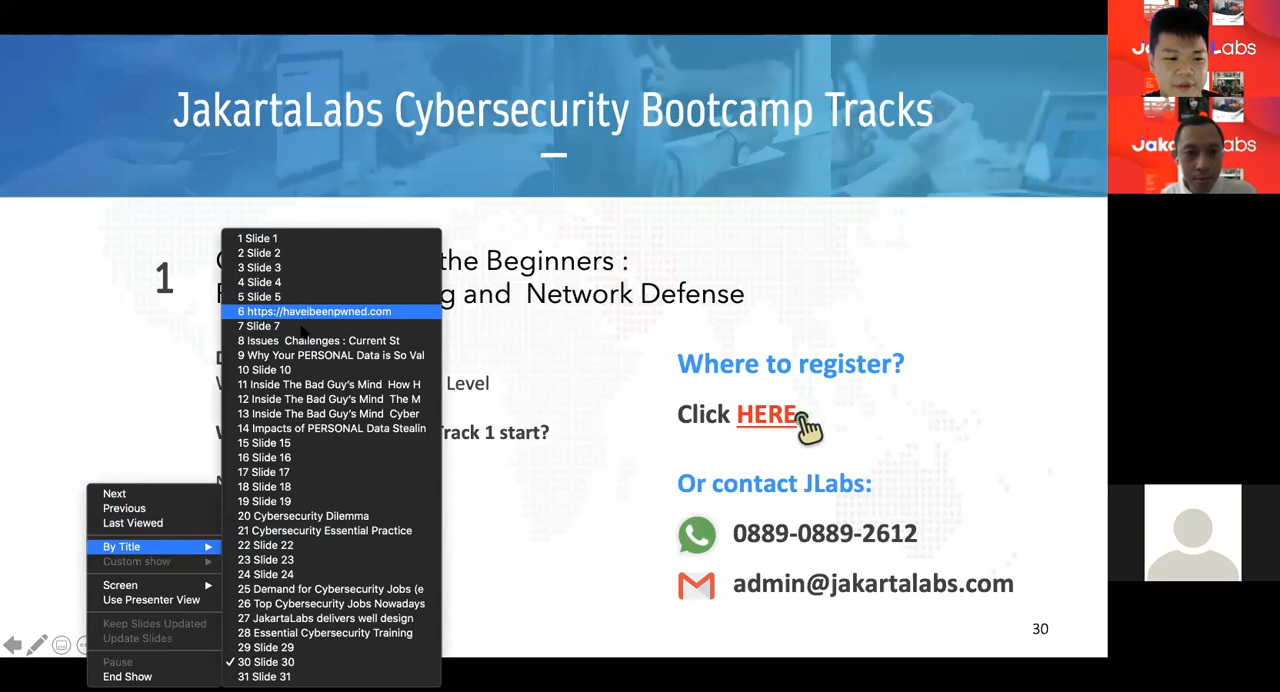 JakartaLabs Cybersecurity Bootcamp Tracks
1
the Beginners :
g and Network Defense
Level
Track 1 start?
Where to register?
Click HERE
Or contact JLabs:
0889-0889-2612
admin@jakartalabs.com
30
1 Slide 1
2 Slide 2
3 Slide 3
4 Slide 4
5 Slide 5
6 https://haveibeenpwned.com
7 Slide 7
8 Issues Challenges : Current St
9 Why Your PERSONAL Data is So Val
10 Slide 10
11 Inside The Bad Guy's Mind How H
12 Inside The Bad Guy's Mind The M
13 Inside The Bad Guy's Mind Cyber
14 Impacts of PERSONAL Data Stealin
15 Slide 15
16 Slide 16
17 Slide 17
18 Slide 18
19 Slide 19
20 Cybersecurity Dilemma
21 Cybersecurity Essential Practice
22 Slide 22
23 Slide 23
24 Slide 24
25 Demand for Cybersecurity Jobs (e
26 Top Cybersecurity Jobs Nowadays
27 JakartaLabs delivers well design
28 Essential Cybersecurity Training
29 Slide 29
✓ 30 Slide 30
31 Slide 31
Next
Previous
Last Viewed
By Title
Custom show
Screen
Use Presenter View
Keep Slides Updated
Update Slides
Pause
End Show
Labs
Jaka abs